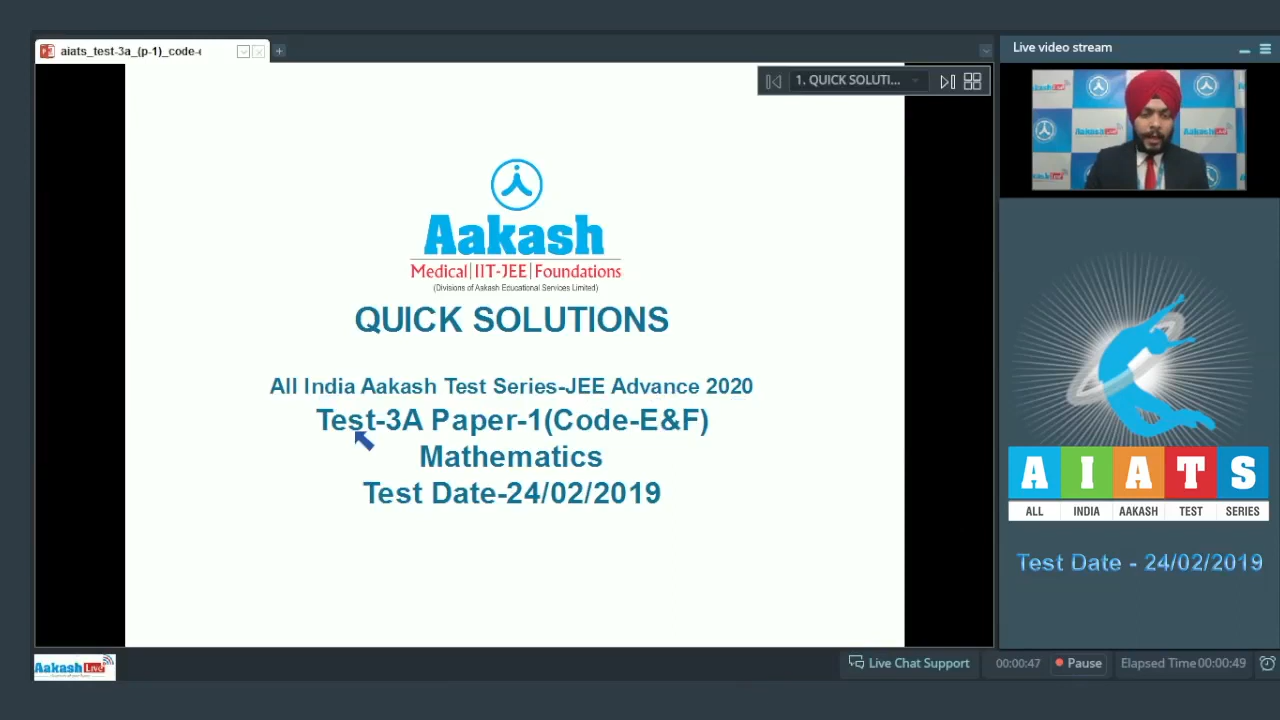 aiats_test-3a_(p-1)_code-e
Live video stream
1. QUICK SOLUTI...
Aakash
Medical|IIT-JEE|Foundations
(Divisions of Aakash Educational Services Limited)
QUICK SOLUTIONS
All India Aakash Test Series-JEE Advance 2020
Test-3A Paper-1(Code-E&F)
Mathematics
Test Date-24/02/2019
A I A T S
ALL INDIA AAKASH TEST SERIES
Test Date - 24/02/2019
Aakash Live
Live Chat Support
00:00:47
Pause
Elapsed Time 00:00:49